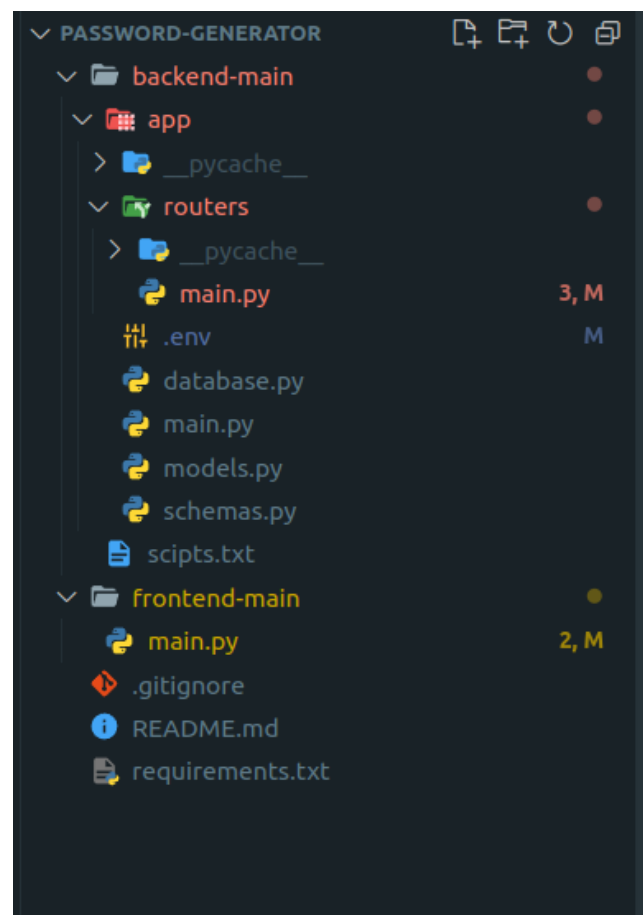 PASSWORD-GENERATOR
backend-main
app
__pycache__
routers
__pycache__
main.py 3, M
.env M
database.py
main.py
models.py
schemas.py
scipts.txt
frontend-main
main.py 2, M
.gitignore
README.md
requirements.txt